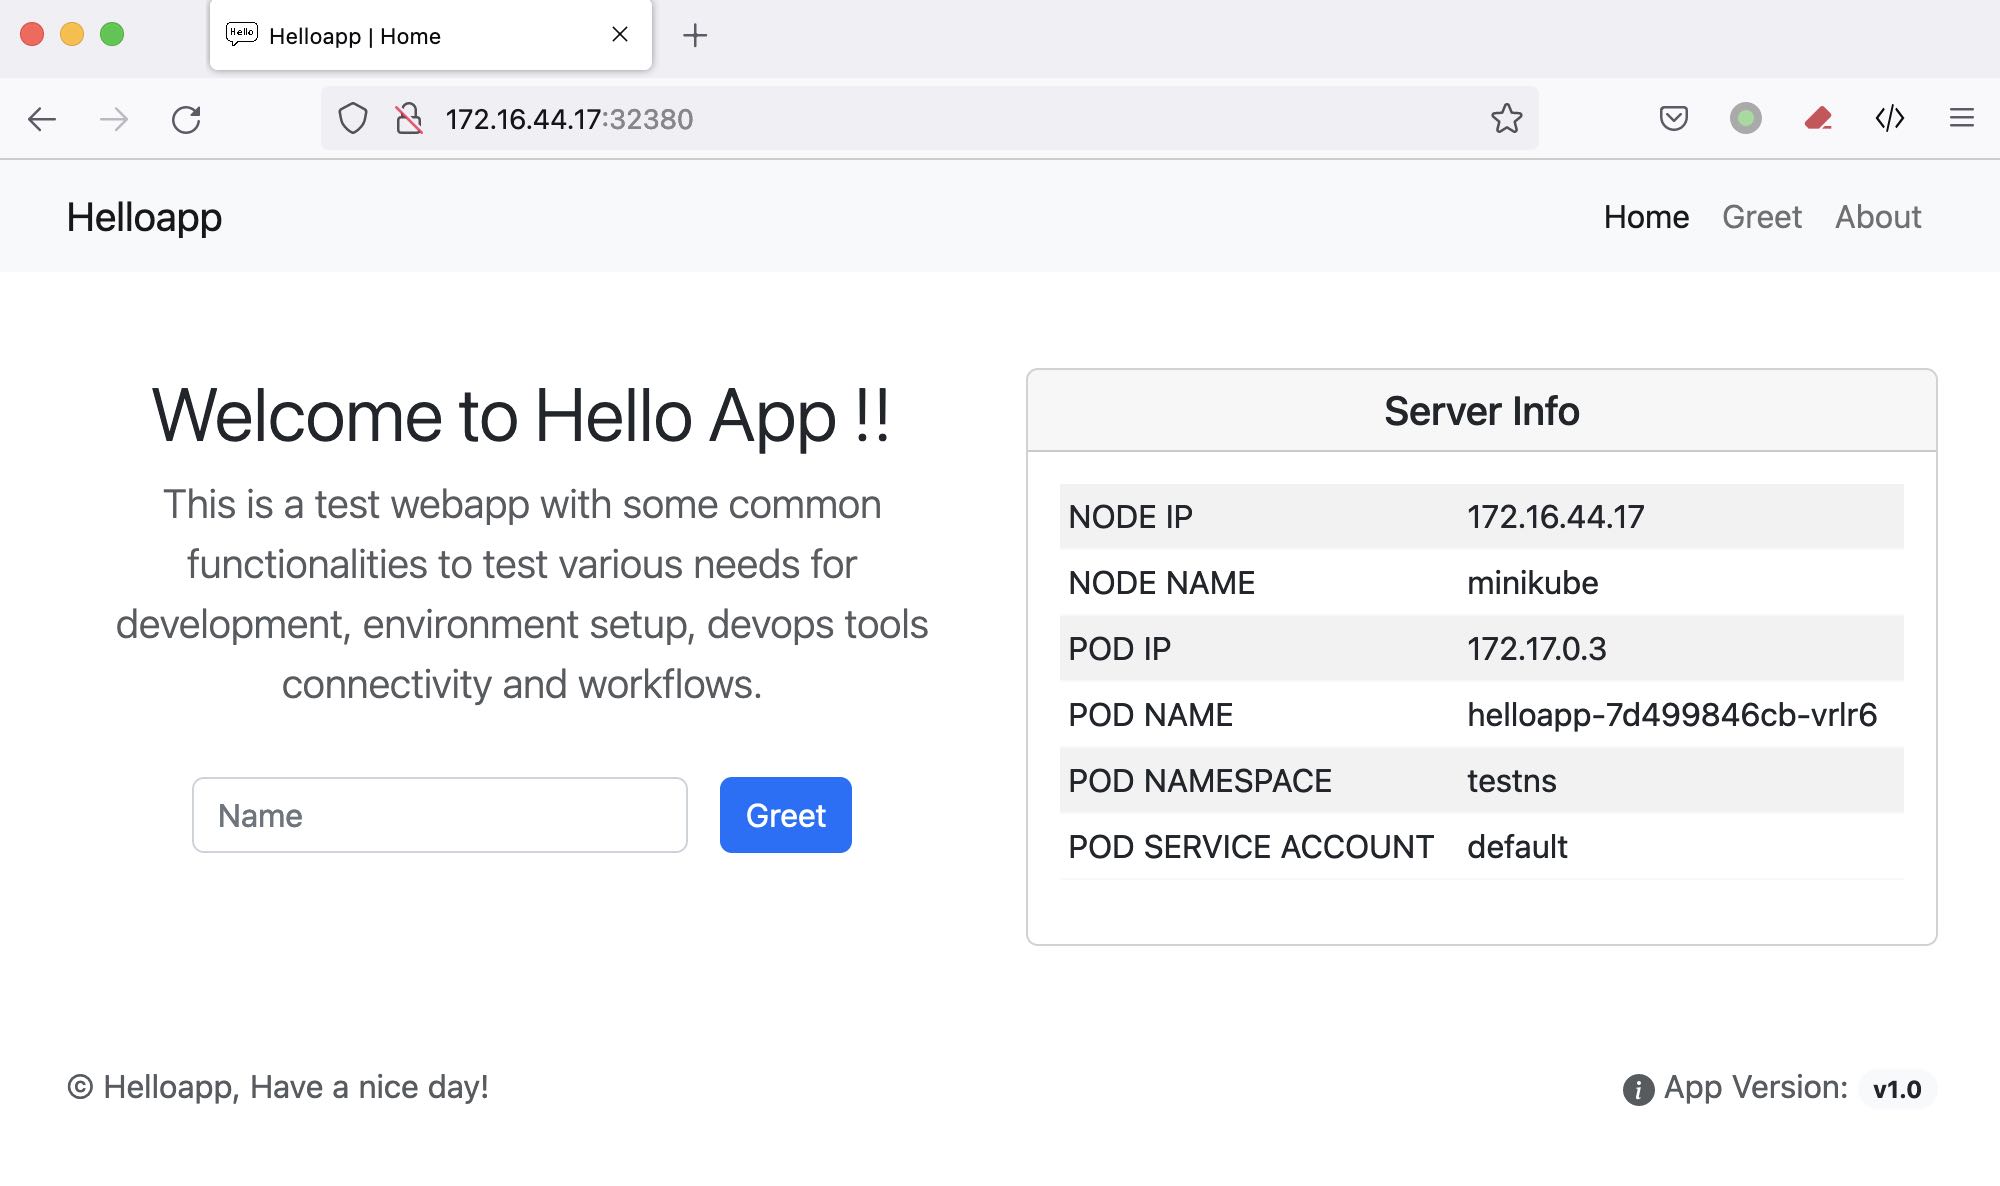 Hello
Helloapp | Home
172.16.44.17:32380
Helloapp
Home Greet About
Welcome to Hello App !!
This is a test webapp with some common
functionalities to test various needs for
development, environment setup, devops tools
connectivity and workflows.
Name
Greet
Server Info
NODE IP 172.16.44.17
NODE NAME minikube
POD IP 172.17.0.3
POD NAME helloapp-7d499846cb-vrlr6
POD NAMESPACE testns
POD SERVICE ACCOUNT default
© Helloapp, Have a nice day!
App Version: v1.0